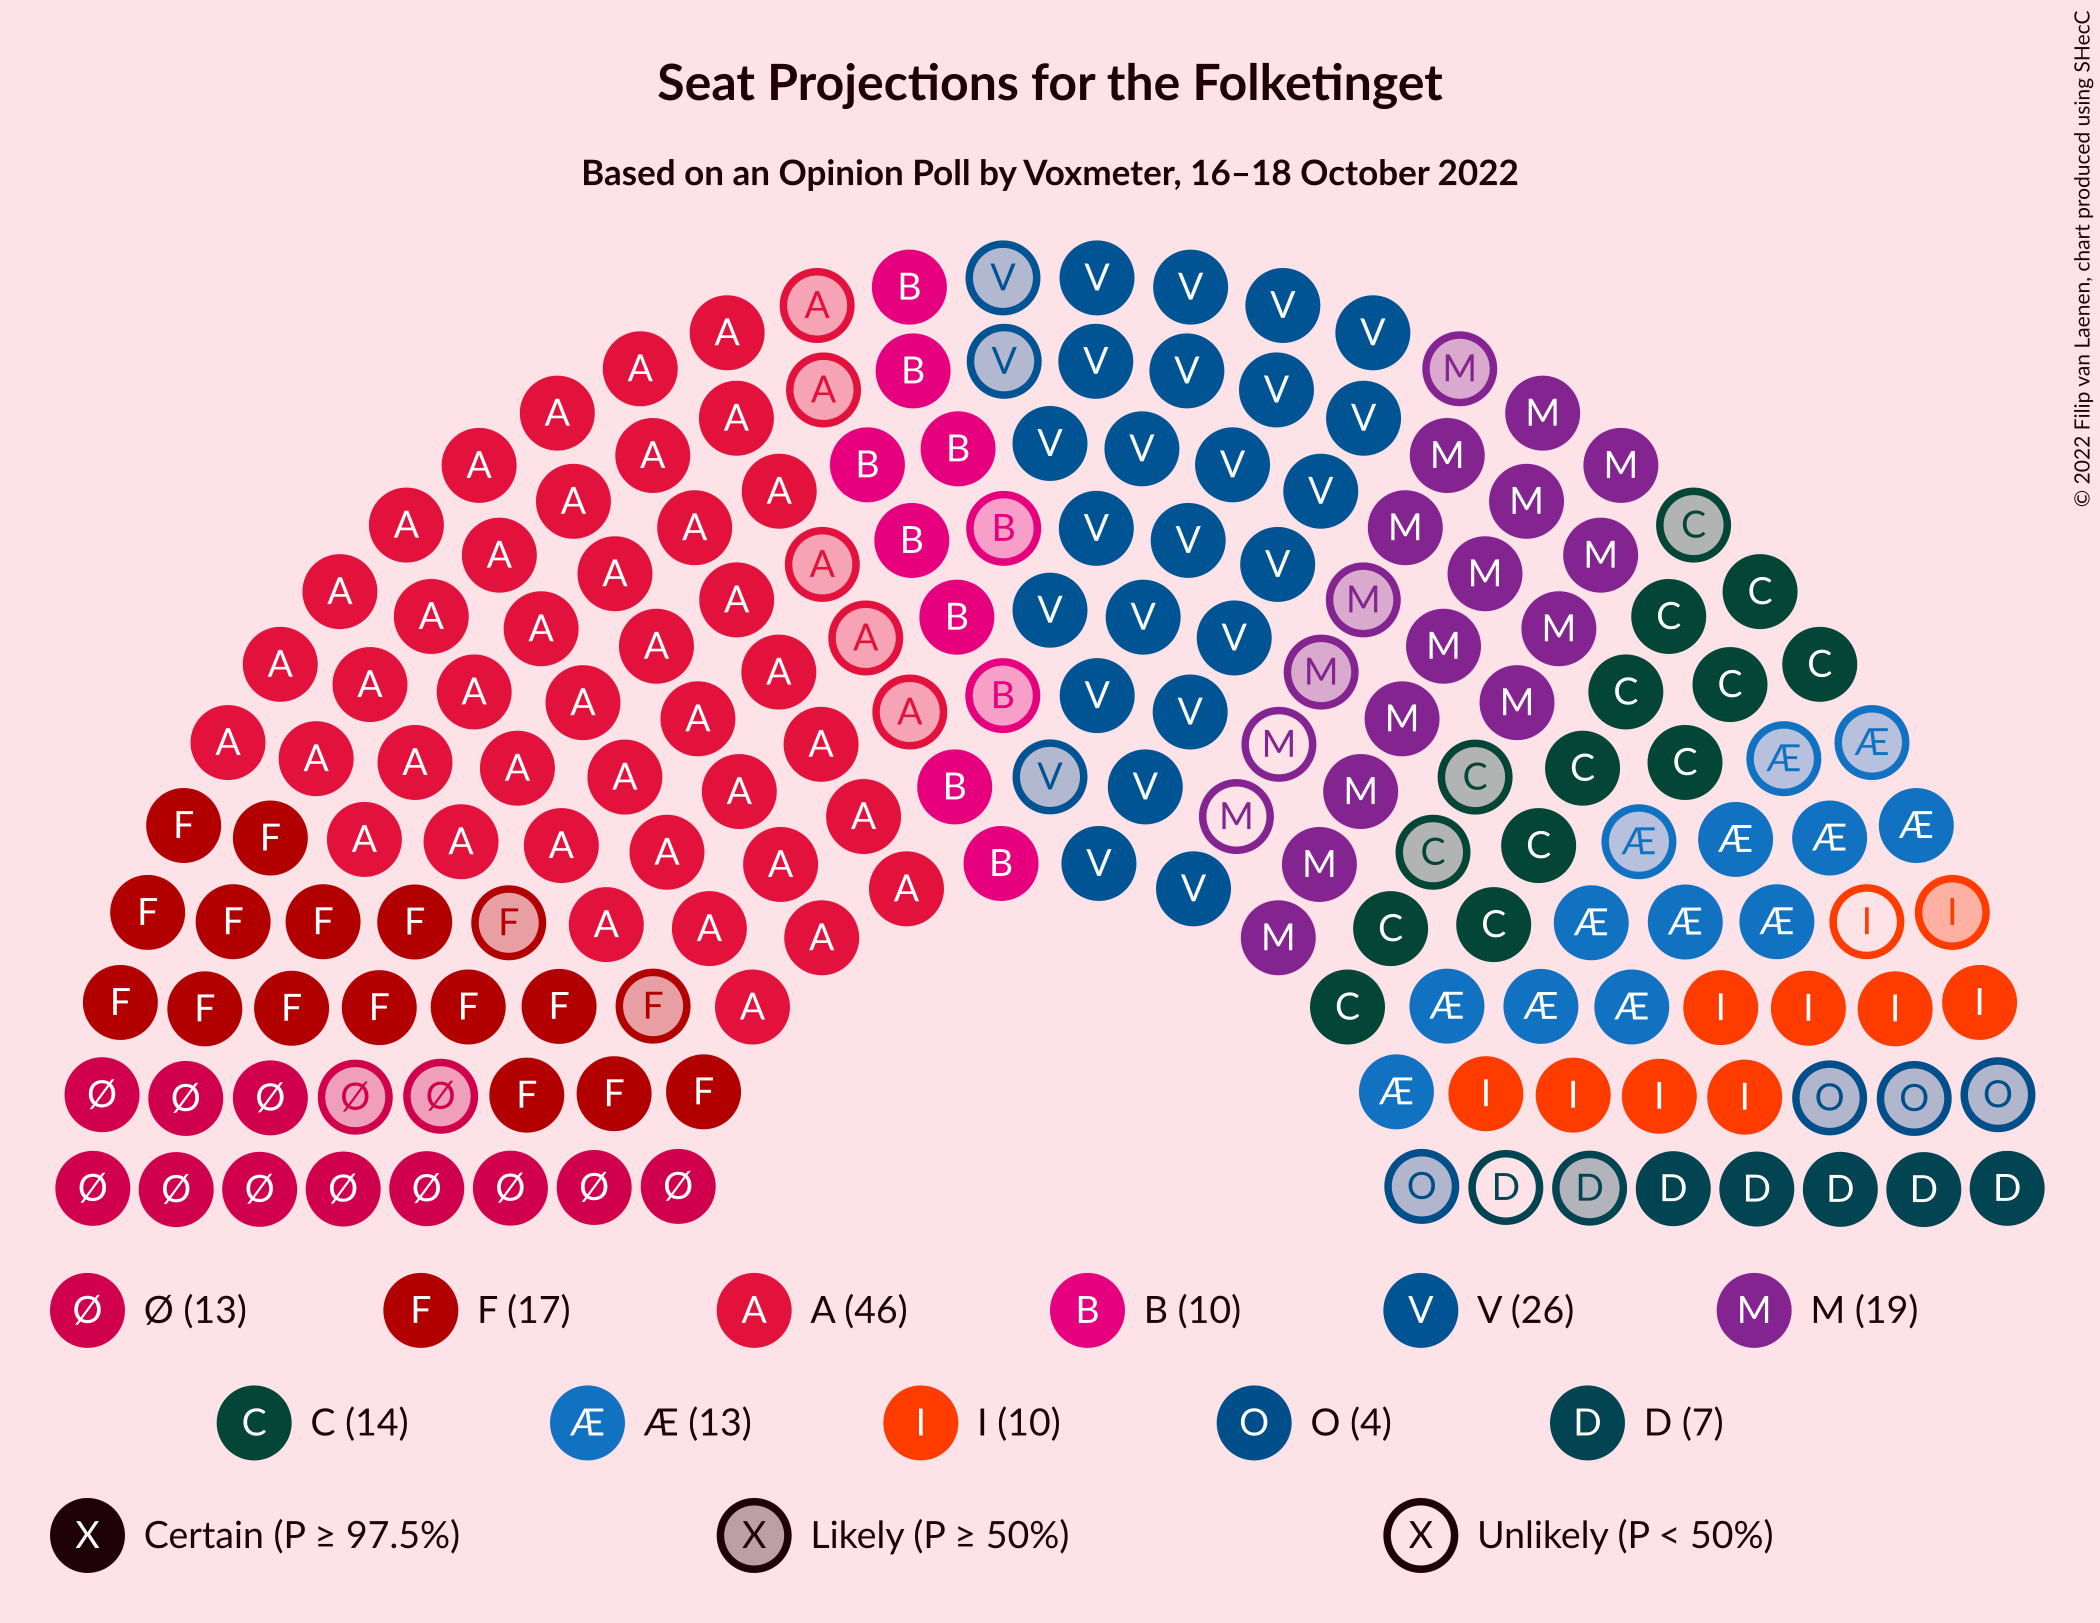 Seat Projections for the Folketinget
Based on an Opinion Poll by Voxmeter, 16–18 October 2022
© 2022 Filip van Laenen, chart produced using SHecC
B V V V V
A V
A B V V V V M
A A V M
A A B B V V V M M
A A V M
A A A B B V V V M M C
A A A M M
A A A A B V V V M M C C
A A A M
A A A A A B V V M M C C C
A A A A M M C
A A A A A B V V M M C C C Æ Æ
F F A A A A A A B V V M M C C Æ Æ Æ Æ
F F F F F A A A M C C Æ Æ Æ I I
F F F F F F F A C Æ Æ Æ I I I I
Ø Ø Ø Ø Ø F F F Æ I I I I O O O
Ø Ø Ø Ø Ø Ø Ø Ø O D D D D D D D
Ø Ø (13) F F (17) A A (46) B B (10) V V (26) M M (19)
C C (14) Æ Æ (13) I I (10) O O (4) D D (7)
X Certain (P ≥ 97.5%) X Likely (P ≥ 50%) X Unlikely (P < 50%)